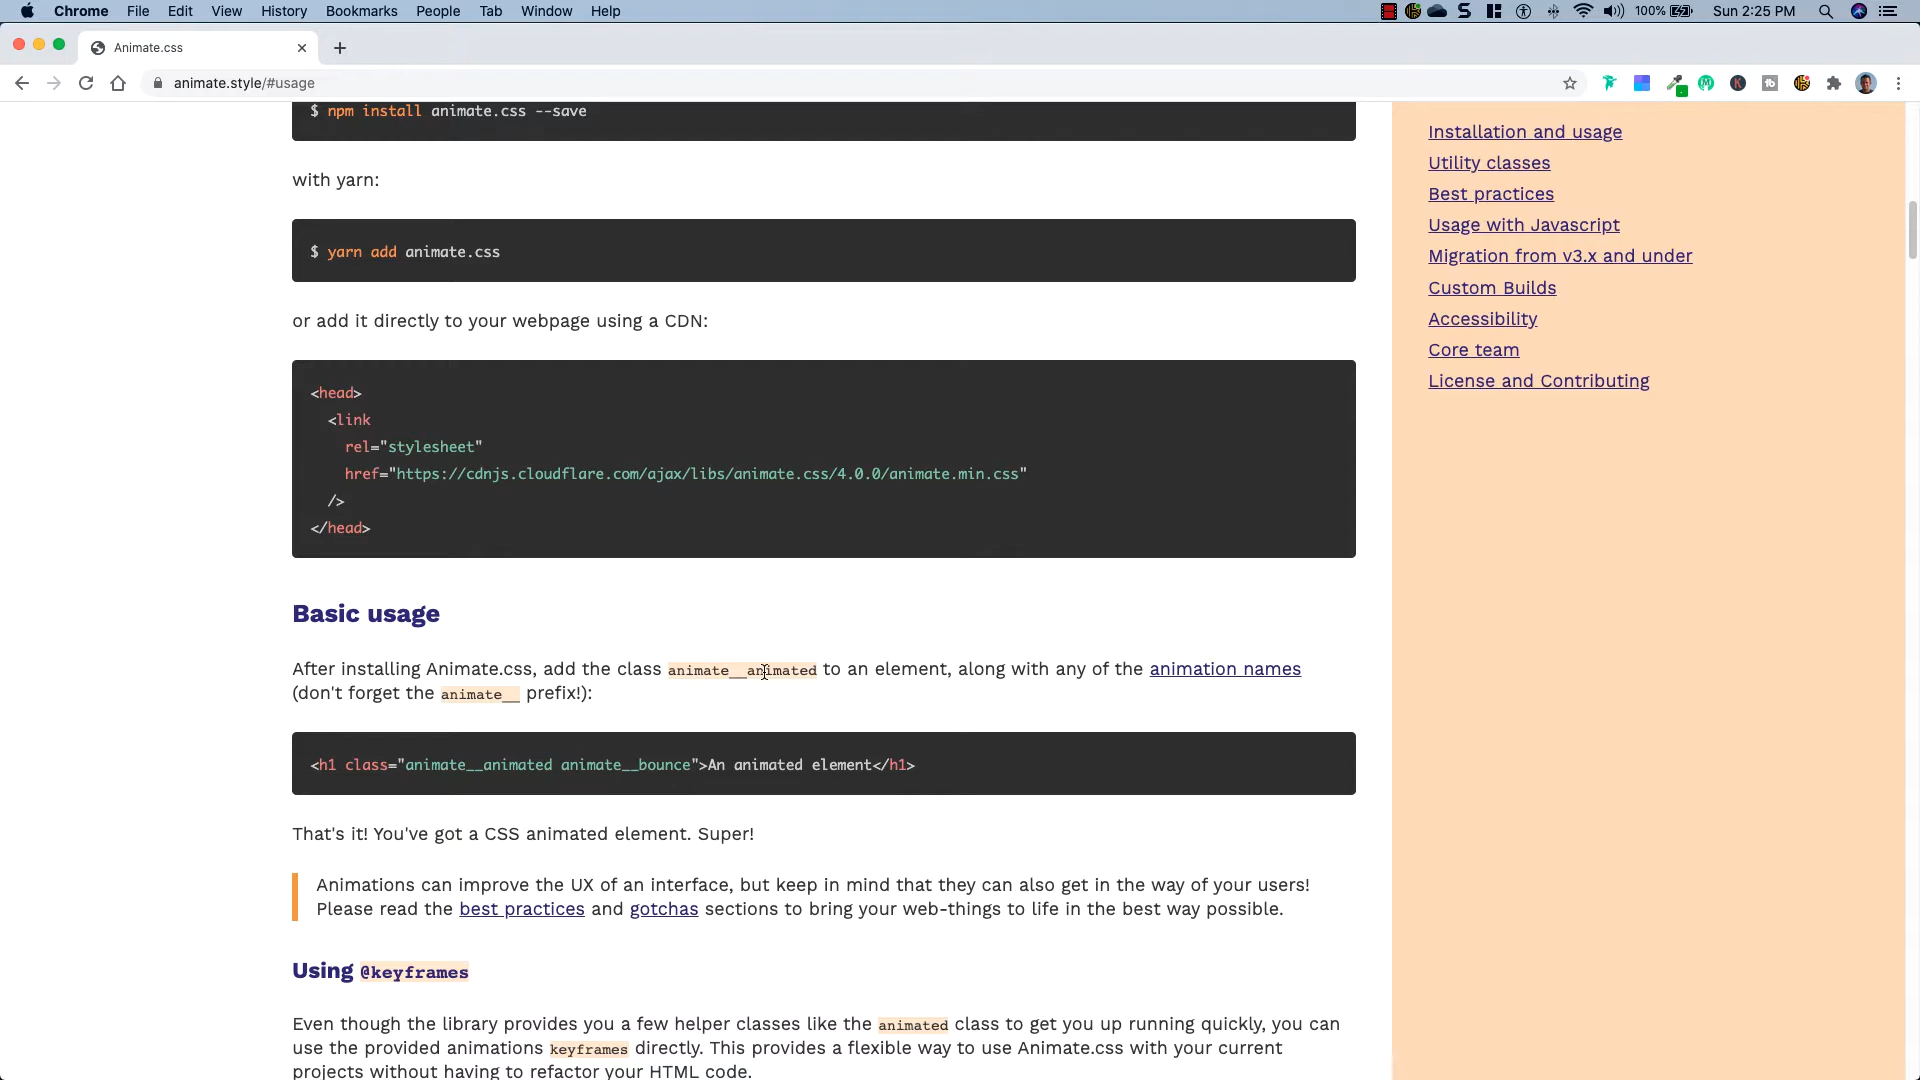 Chrome File Edit View History Bookmarks People Tab Window Help 100% Sun 2:25 PM
Animate.css
animate.style/#usage
$ npm install animate.css --save
with yarn:
$ yarn add animate.css
or add it directly to your webpage using a CDN:
<head>
<link
rel="stylesheet"
href="https://cdnjs.cloudflare.com/ajax/libs/animate.css/4.0.0/animate.min.css"
/>
</head>
Basic usage
After installing Animate.css, add the class animate__animated to an element, along with any of the animation names
(don't forget the animate__ prefix!):
<h1 class="animate__animated animate__bounce">An animated element</h1>
That's it! You've got a CSS animated element. Super!
Animations can improve the UX of an interface, but keep in mind that they can also get in the way of your users!
Please read the best practices and gotchas sections to bring your web-things to life in the best way possible.
Using @keyframes
Even though the library provides you a few helper classes like the animated class to get you up running quickly, you can
use the provided animations keyframes directly. This provides a flexible way to use Animate.css with your current
projects without having to refactor your HTML code.
Installation and usage
Utility classes
Best practices
Usage with Javascript
Migration from v3.x and under
Custom Builds
Accessibility
Core team
License and Contributing